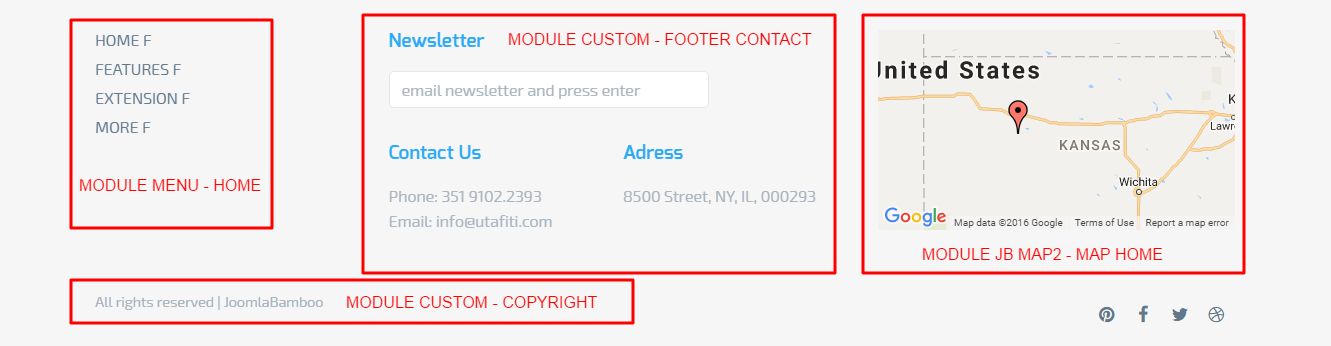 HOME F
FEATURES F
EXTENSION F
MORE F
MODULE MENU - HOME
Newsletter
MODULE CUSTOM - FOOTER CONTACT
email newsletter and press enter
Contact Us
Phone: 351 9102.2393
Email: info@utafiti.com
Adress
8500 Street, NY, IL, 000293
United States
K
Lawr
KANSAS
Wichita
Google
Map data ©2016 Google
Terms of Use
Report a map error
MODULE JB MAP2 - MAP HOME
All rights reserved | JoomlaBamboo
MODULE CUSTOM - COPYRIGHT